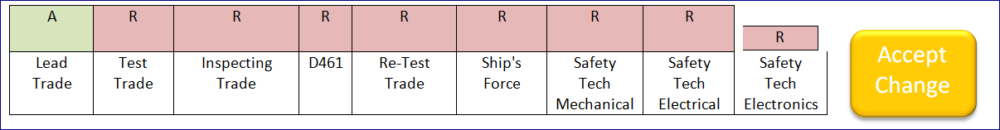 A R R R R R R R R
Lead Test Inspecting D461 Re-Test Ship's Safety Safety Safety
Trade Trade Trade Trade Force Tech Tech Tech
Mechanical Electrical Electronics
Accept
Change